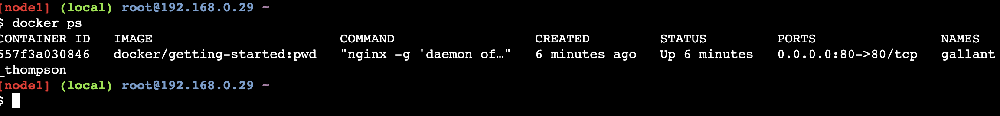 [node1] (local) root@192.168.0.29 ~
$ docker ps
CONTAINER ID   IMAGE                        COMMAND                  CREATED         STATUS         PORTS                NAMES
557f3a030846   docker/getting-started:pwd   "nginx -g 'daemon of…"   6 minutes ago   Up 6 minutes   0.0.0.0:80->80/tcp   gallant
_thompson
[node1] (local) root@192.168.0.29 ~
$